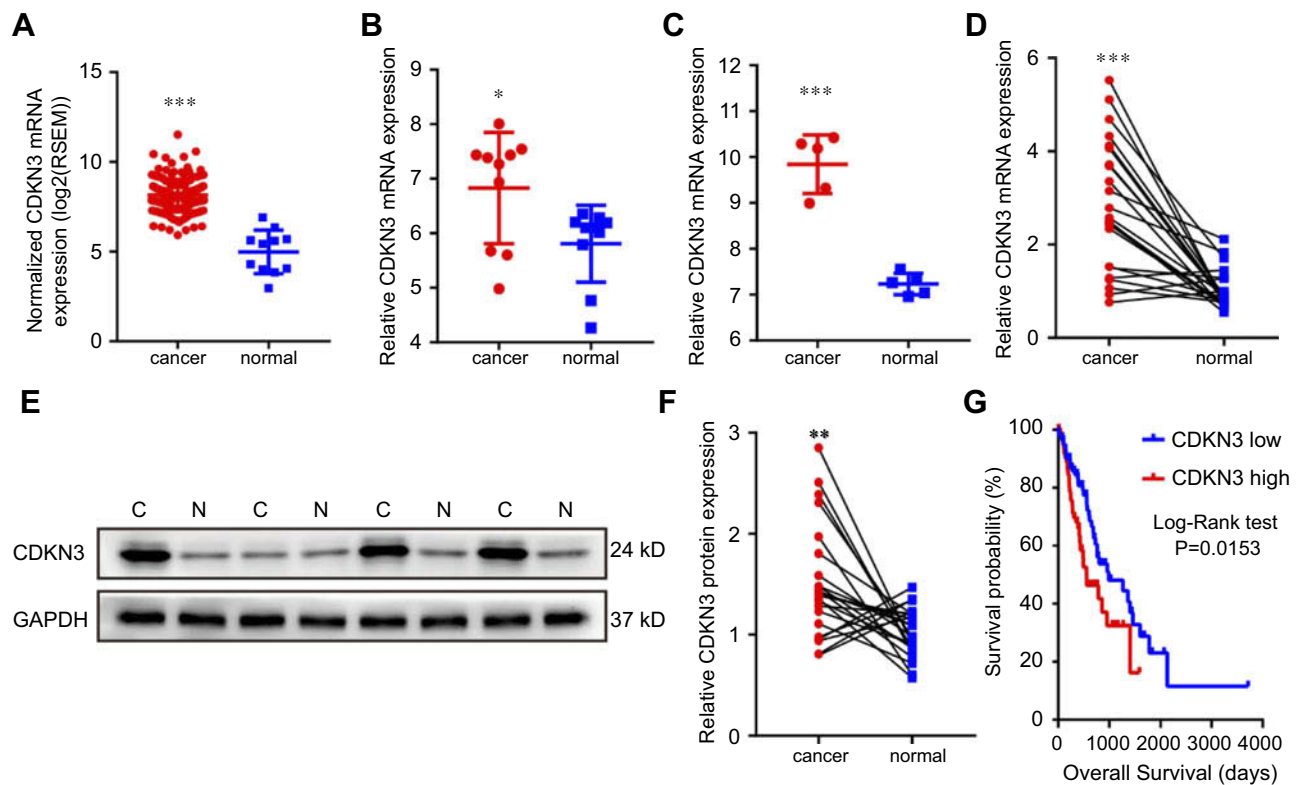 A
Normalized CDKN3 mRNA
expression (log2(RSEM))
15
10
5
0
***
cancer
normal
B
Relative CDKN3 mRNA expression
9
8
7
6
5
4
*
cancer
normal
C
Relative CDKN3 mRNA expression
12
11
10
9
8
7
6
***
cancer
normal
D
Relative CDKN3 mRNA expression
6
4
2
0
***
cancer
normal
E
C N C N C N C N
CDKN3 24 kD
GAPDH 37 kD
F
Relative CDKN3 protein expression
3
2
1
0
**
cancer
normal
G
Survival probability (%)
100
80
60
40
20
0
CDKN3 low
CDKN3 high
Log-Rank test
P=0.0153
0 1000 2000 3000 4000
Overall Survival (days)